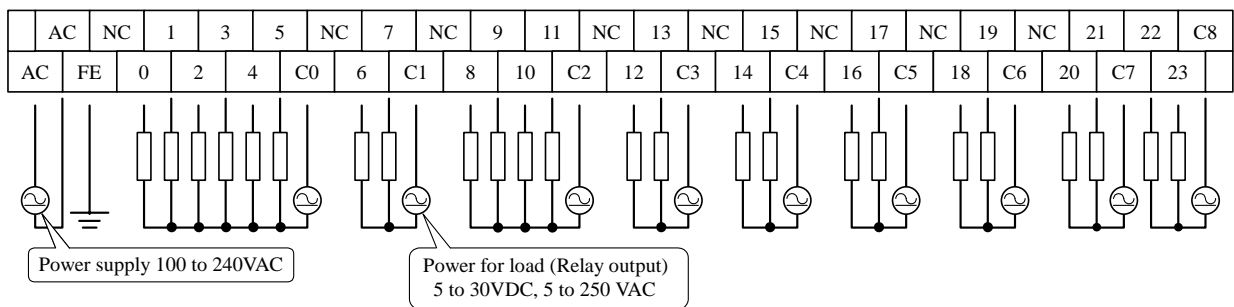 AC NC 1 3 5 NC 7 NC 9 11 NC 13 NC 15 NC 17 NC 19 NC 21 22 C8
AC FE 0 2 4 C0 6 C1 8 10 C2 12 C3 14 C4 16 C5 18 C6 20 C7 23
Power supply 100 to 240VAC
Power for load (Relay output)
5 to 30VDC, 5 to 250 VAC